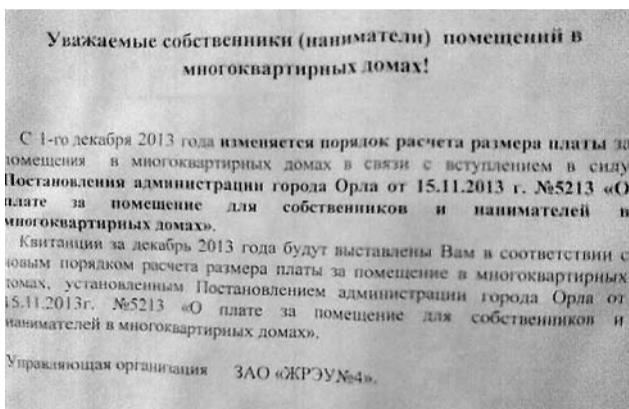 Уважаемые собственники (наниматели) помещений в
многоквартирных домах!
С 1-го декабря 2013 года изменяется порядок расчета размера платы за
помещения в многоквартирных домах в связи с вступлением в силу
Постановления администрации города Орла от 15.11.2013 г. №5213 «О
плате за помещение для собственников и нанимателей в
многоквартирных домах».
Квитанции за декабрь 2013 года будут выставлены Вам в соответствии с
новым порядком расчета размера платы за помещение в многоквартирных
домах, установленным Постановлением администрации города Орла от
15.11.2013г. №5213 «О плате за помещение для собственников и
нанимателей в многоквартирных домах».
Управляющая организация ЗАО «ЖРЭУ№4».